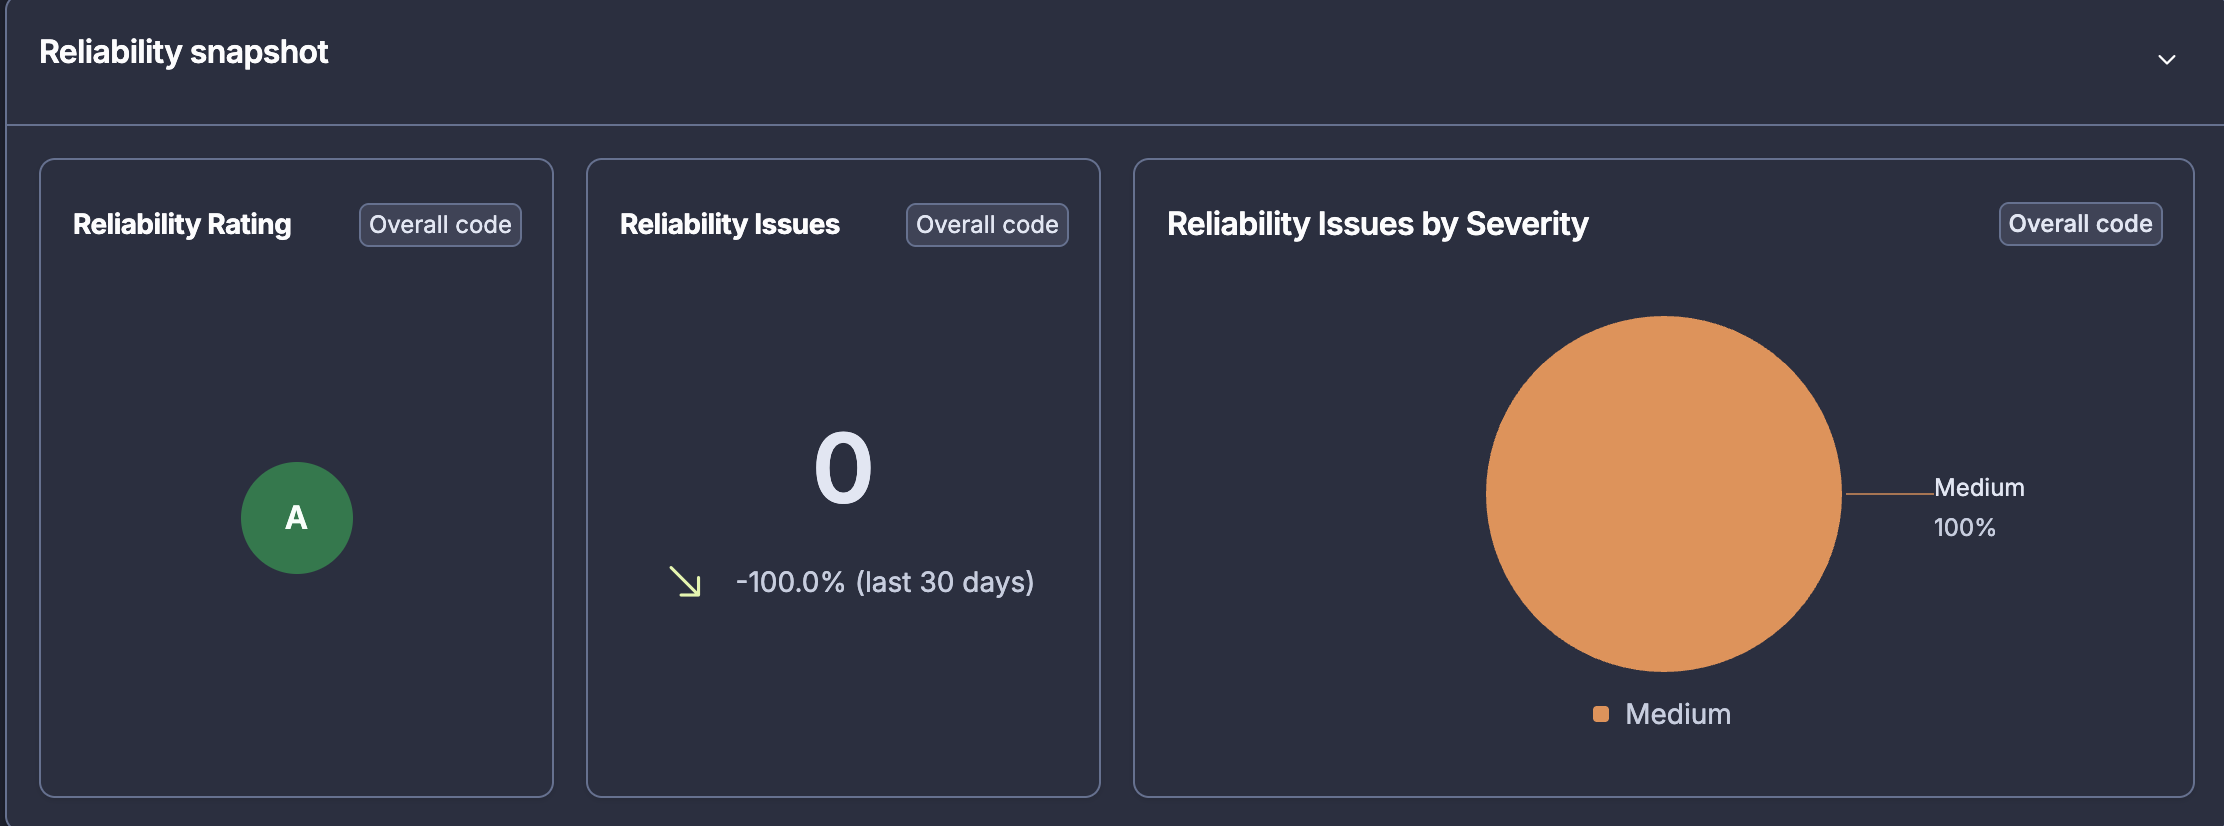 Reliability snapshot
Reliability Rating
Overall code
A
Reliability Issues
Overall code
0
-100.0% (last 30 days)
Reliability Issues by Severity
Overall code
Medium
100%
Medium